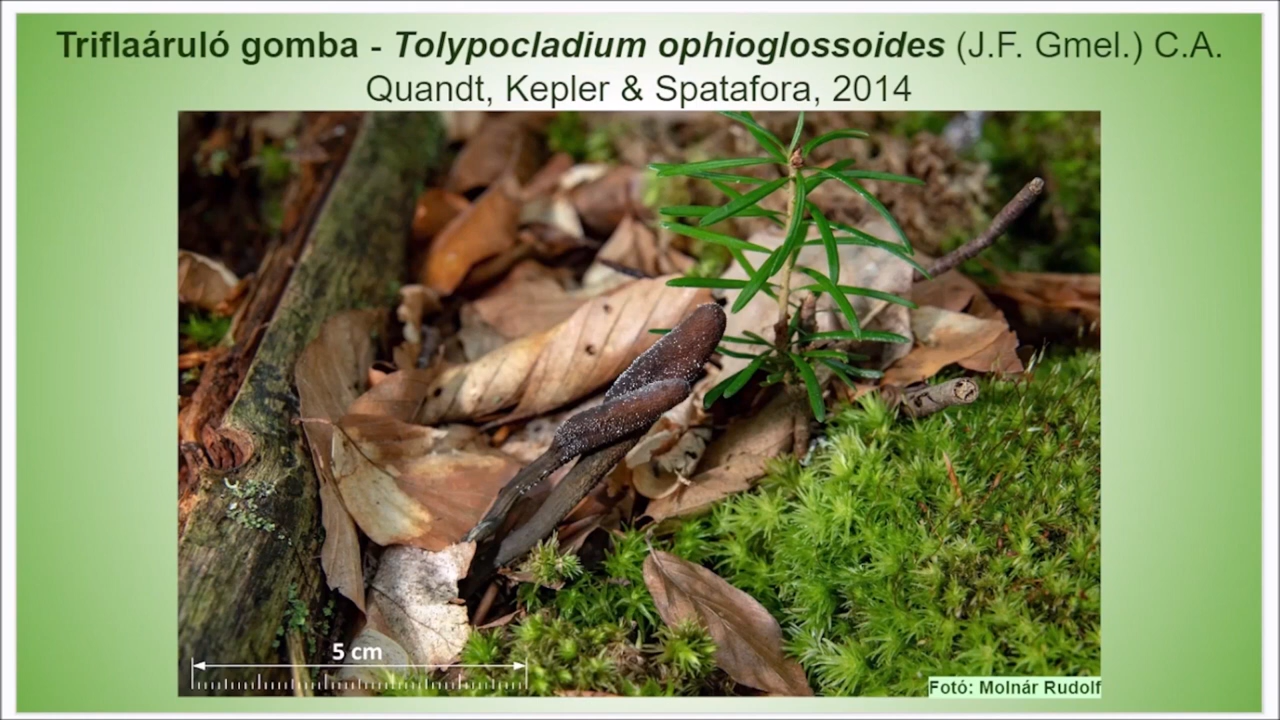 Triflaáruló gomba - Tolypocladium ophioglossoides (J.F. Gmel.) C.A.
Quandt, Kepler & Spatafora, 2014
5 cm
Fotó: Molnár Rudolf